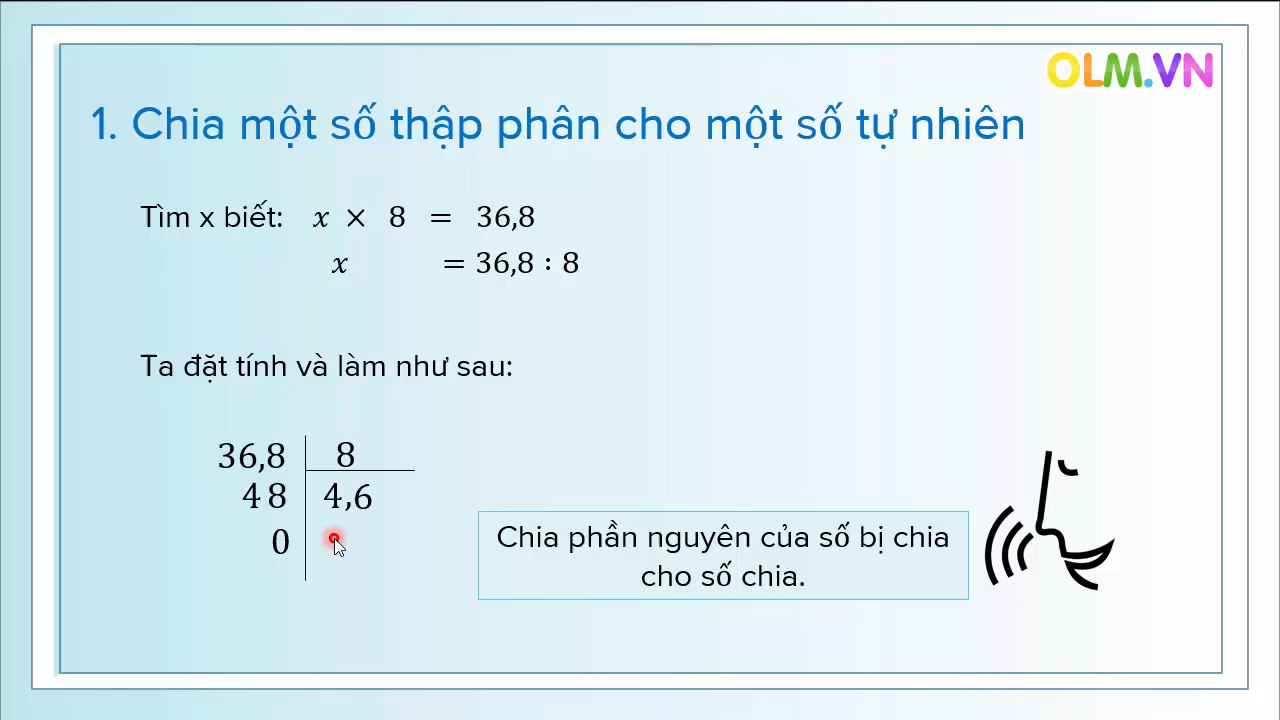 OLM.VN
1. Chia một số thập phân cho một số tự nhiên
Tìm x biết: x × 8 = 36,8
x = 36,8 : 8
Ta đặt tính và làm như sau:
36,8 8
48 4,6
0
Chia phần nguyên của số bị chia
cho số chia.